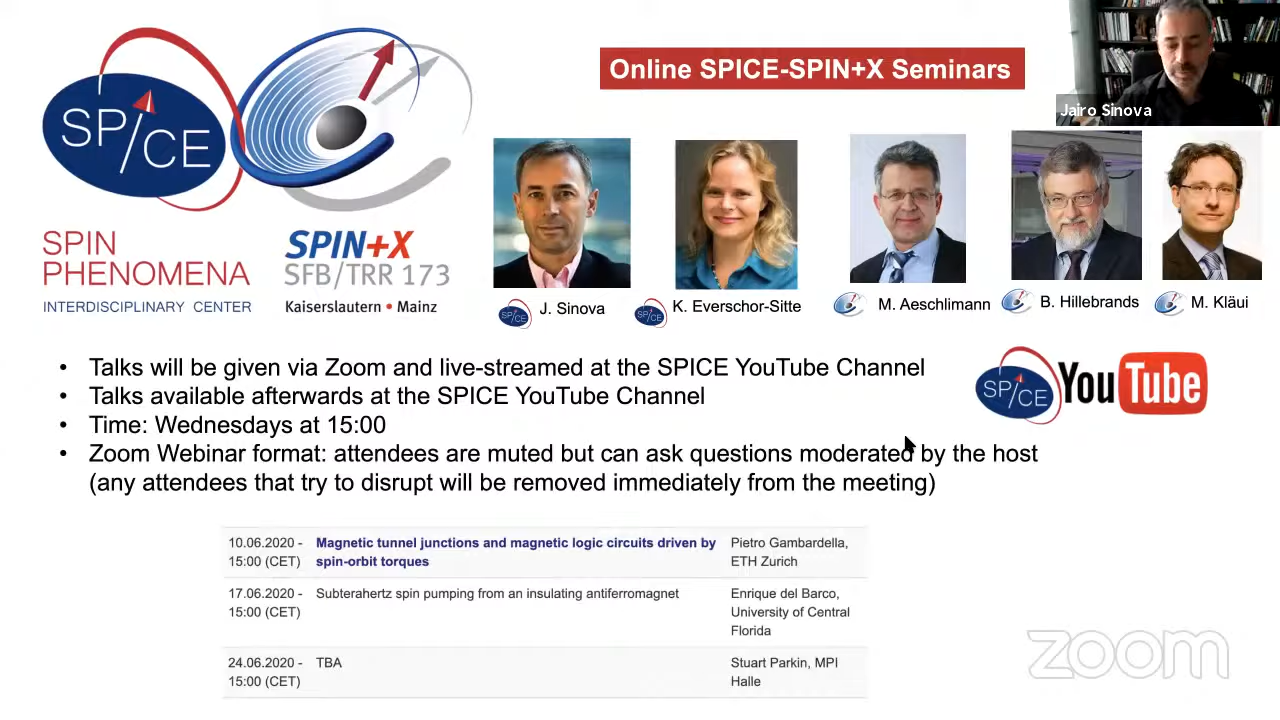 Online SPICE-SPIN+X Seminars
Jairo Sinova
SP/CE
SPIN
PHENOMENA
INTERDISCIPLINARY CENTER
SPIN+X
SFB/TRR 173
Kaiserslautern • Mainz
SP/CE J. Sinova
SP/CE K. Everschor-Sitte
M. Aeschlimann
B. Hillebrands
M. Kläui
• Talks will be given via Zoom and live-streamed at the SPICE YouTube Channel
• Talks available afterwards at the SPICE YouTube Channel
• Time: Wednesdays at 15:00
• Zoom Webinar format: attendees are muted but can ask questions moderated by the host
(any attendees that try to disrupt will be removed immediately from the meeting)
SP/CE YouTube
10.06.2020 - Magnetic tunnel junctions and magnetic logic circuits driven by Pietro Gambardella,
15:00 (CET) spin-orbit torques ETH Zurich
17.06.2020 - Subterahertz spin pumping from an insulating antiferromagnet Enrique del Barco,
15:00 (CET) University of Central
Florida
24.06.2020 - TBA Stuart Parkin, MPI
15:00 (CET) Halle
zoom